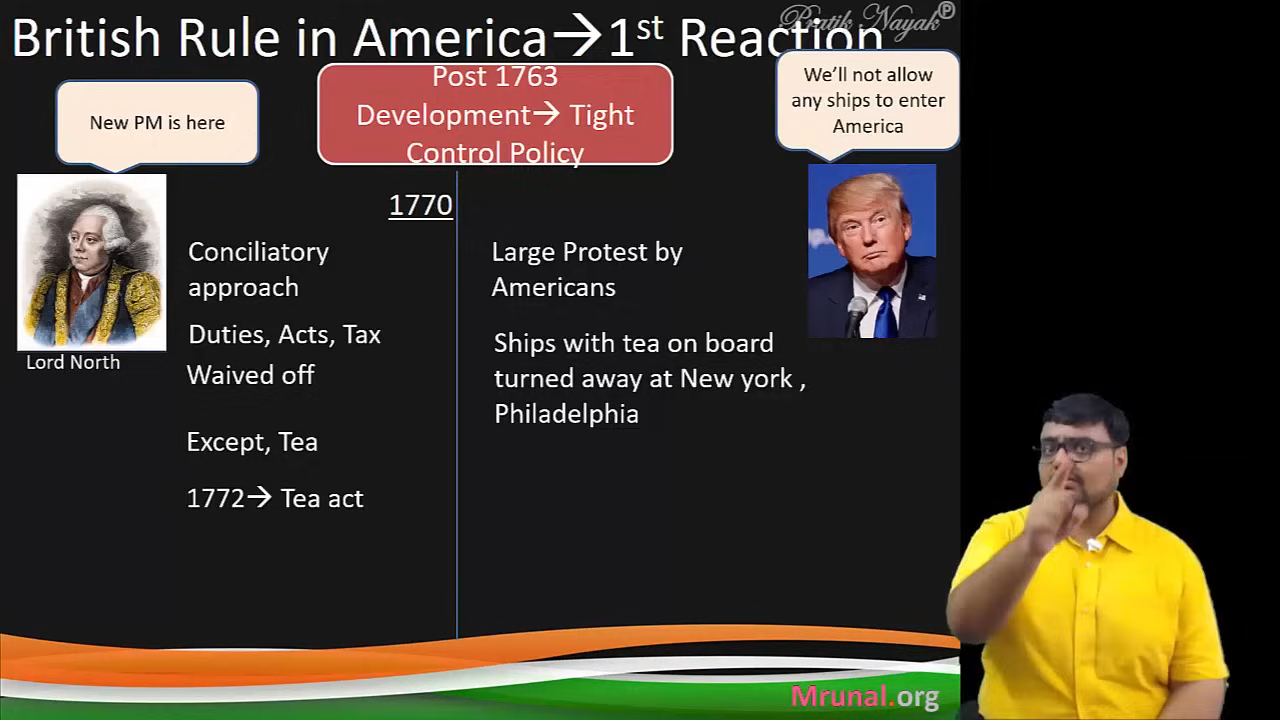 British Rule in America→1st Reaction
Pratik Nayak ℗
New PM is here
Post 1763
Development→ Tight
Control Policy
We'll not allow
any ships to enter
America
1770
Lord North
Conciliatory
approach
Duties, Acts, Tax
Waived off
Except, Tea
1772→ Tea act
Large Protest by
Americans
Ships with tea on board
turned away at New york ,
Philadelphia
Mrunal.org